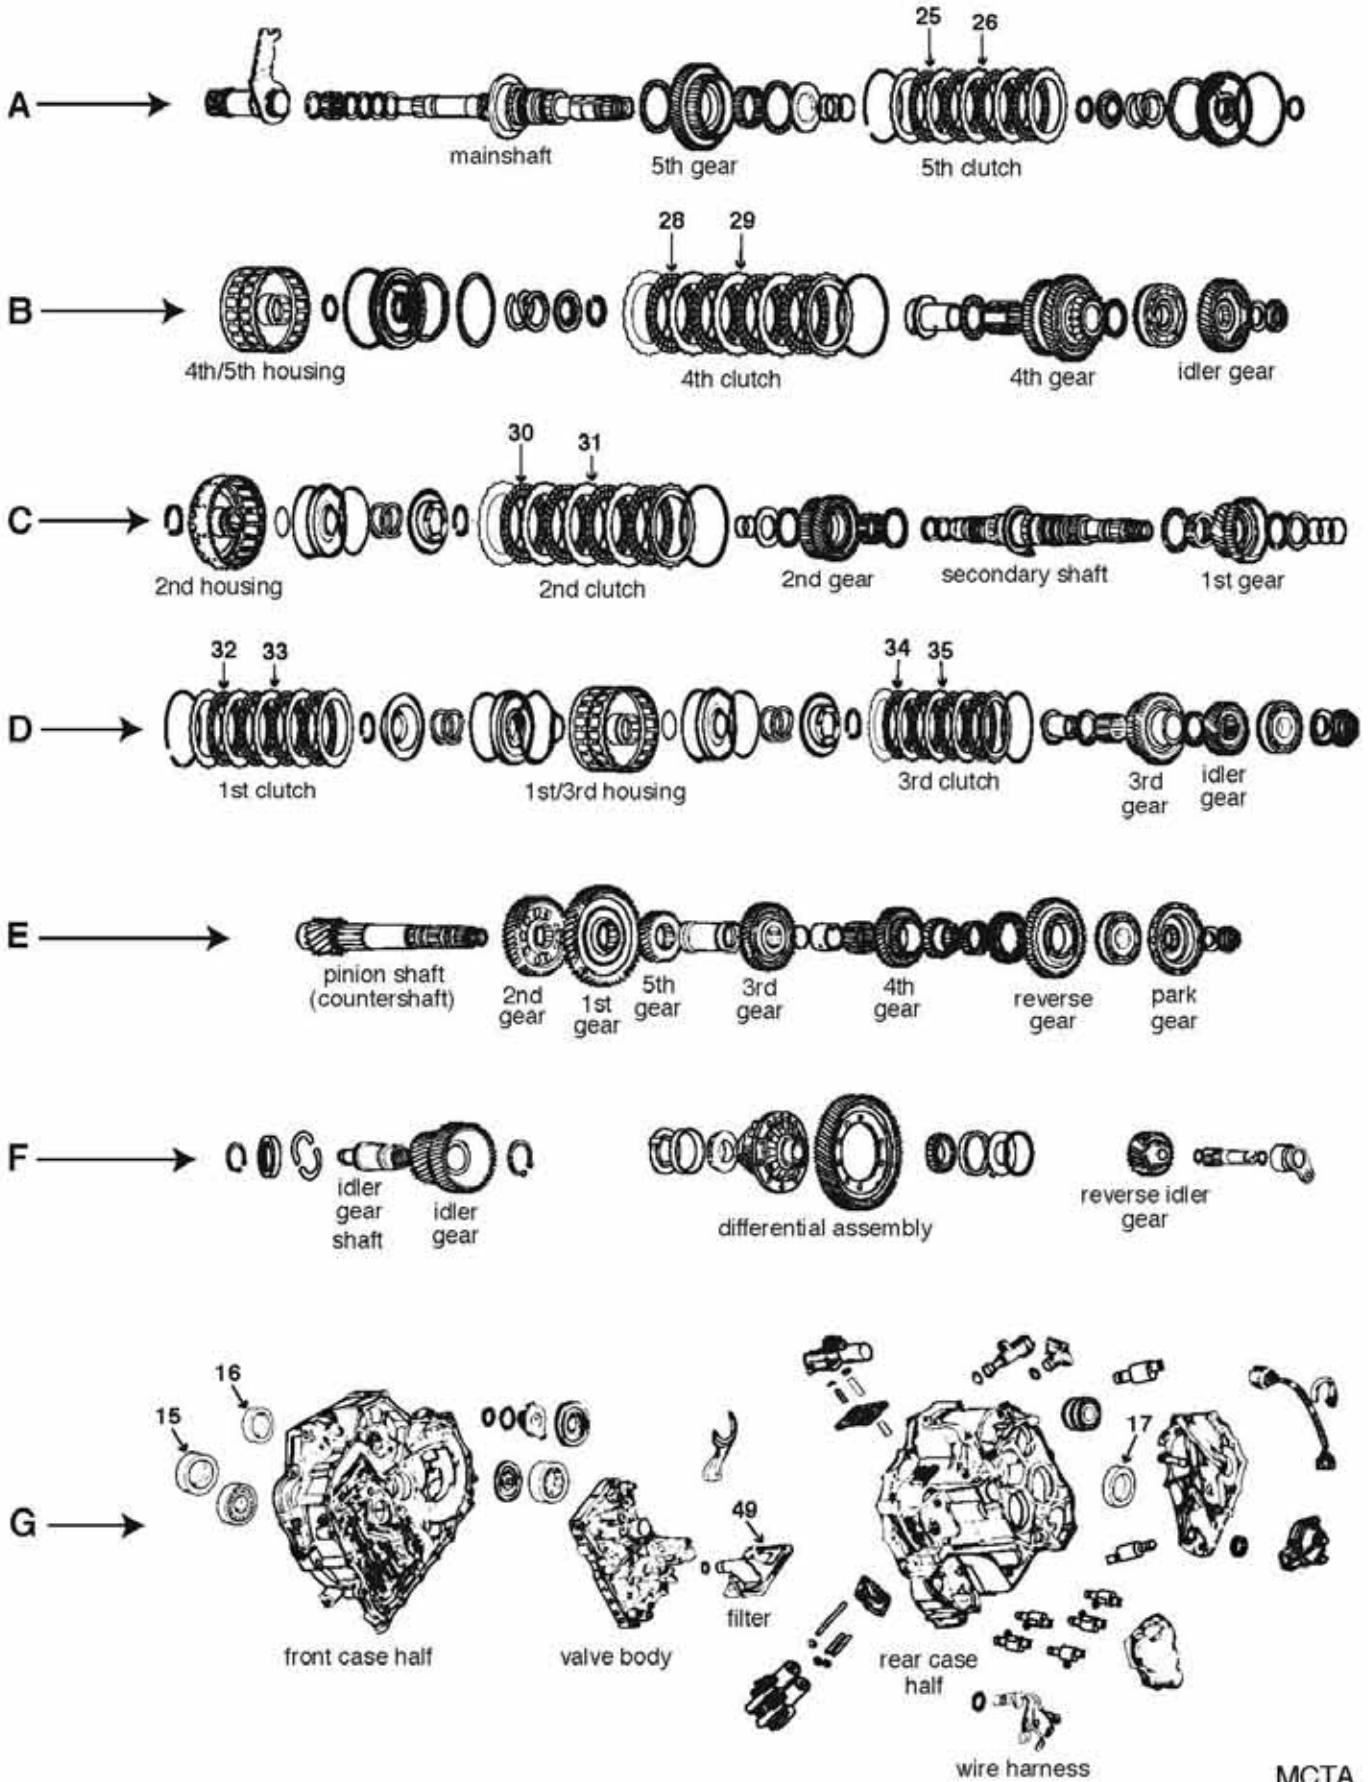 25 26
A
mainshaft
5th gear
5th clutch
28 29
B
4th/5th housing
4th clutch
4th gear
idler gear
30 31
C
2nd housing
2nd clutch
2nd gear
secondary shaft
1st gear
32 33
34 35
D
1st clutch
1st/3rd housing
3rd clutch
3rd
gear
idler
gear
E
pinion shaft
(countershaft)
2nd
gear
1st
gear
5th
gear
3rd
gear
4th
gear
reverse
gear
park
gear
F
idler
gear
shaft
idler
gear
differential assembly
reverse idler
gear
16
15
17
G
49
filter
front case half
valve body
rear case
half
wire harness
MCTA